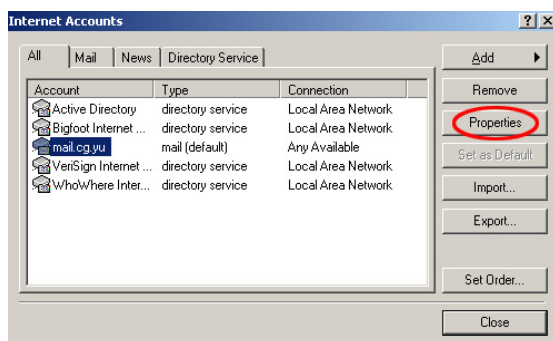 Internet Accounts
All Mail News Directory Service Add
Account Type Connection Remove
Active Directory directory service Local Area Network
Bigfoot Internet ... directory service Local Area Network Properties
mail.cg.yu mail (default) Any Available
VeriSign Internet ... directory service Local Area Network Set as Default
WhoWhere Inter... directory service Local Area Network Import...
Export...
Set Order...
Close